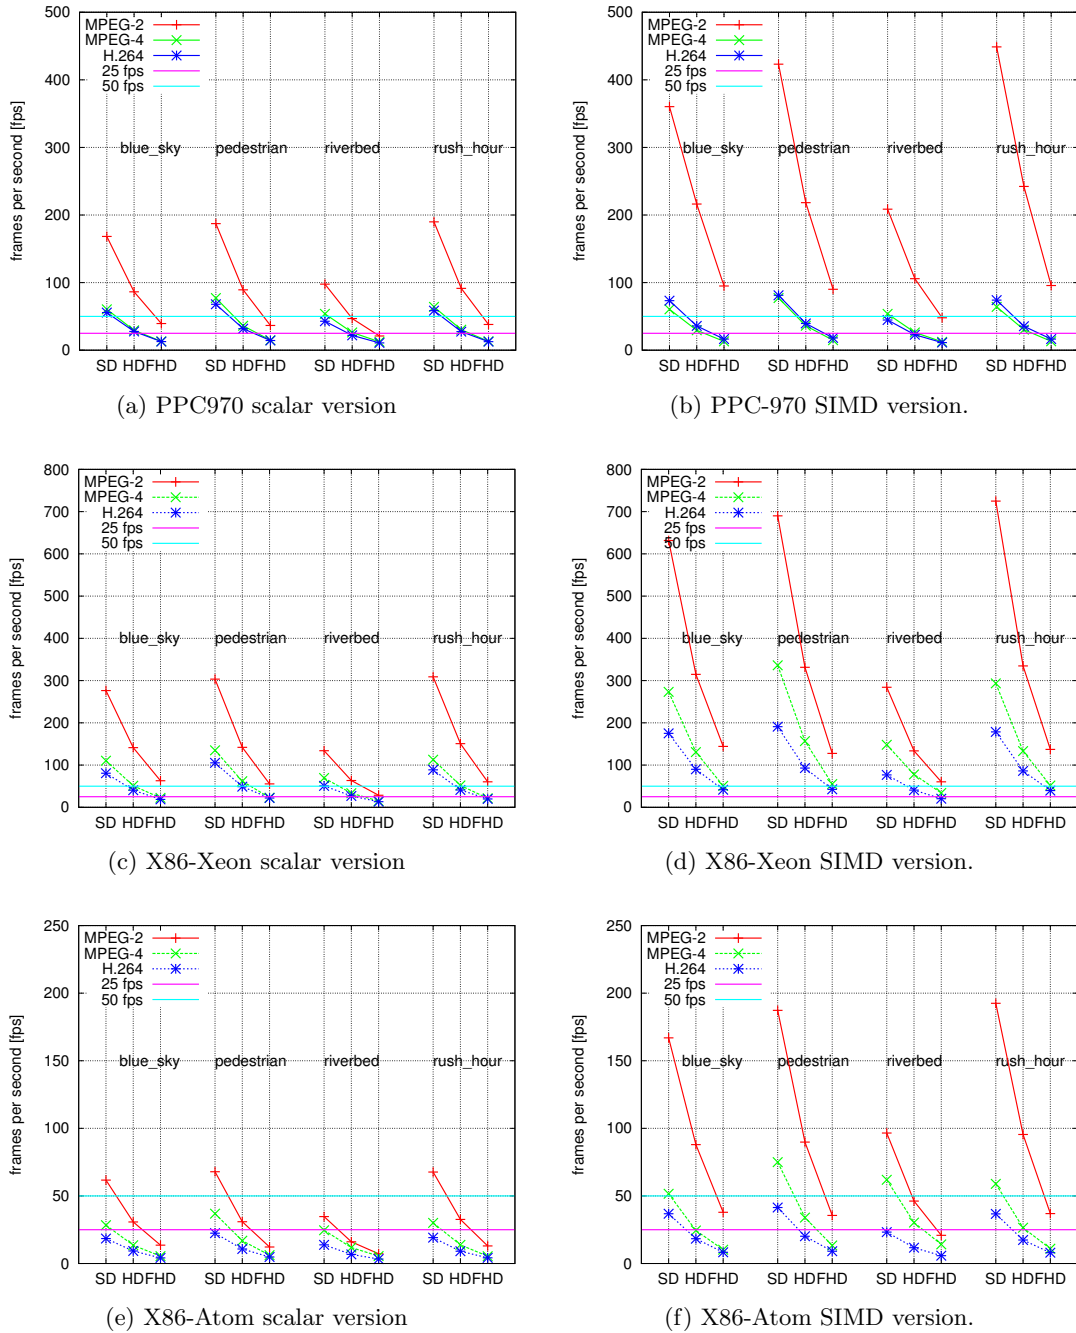 500
400
300
200
100
0
frames per second [fps]
MPEG-2
MPEG-4
H.264
25 fps
50 fps
blue_sky pedestrian riverbed rush_hour
SD HDFHD SD HDFHD SD HDFHD SD HDFHD
(a) PPC970 scalar version
500
400
300
200
100
0
frames per second [fps]
MPEG-2
MPEG-4
H.264
25 fps
50 fps
blue_sky pedestrian riverbed rush_hour
SD HDFHD SD HDFHD SD HDFHD SD HDFHD
(b) PPC-970 SIMD version.
800
700
600
500
400
300
200
100
0
frames per second [fps]
MPEG-2
MPEG-4
H.264
25 fps
50 fps
blue_sky pedestrian riverbed rush_hour
SD HDFHD SD HDFHD SD HDFHD SD HDFHD
(c) X86-Xeon scalar version
800
700
600
500
400
300
200
100
0
frames per second [fps]
MPEG-2
MPEG-4
H.264
25 fps
50 fps
blue_sky pedestrian riverbed rush_hour
SD HDFHD SD HDFHD SD HDFHD SD HDFHD
(d) X86-Xeon SIMD version.
250
200
150
100
50
0
frames per second [fps]
MPEG-2
MPEG-4
H.264
25 fps
50 fps
blue_sky pedestrian riverbed rush_hour
SD HDFHD SD HDFHD SD HDFHD SD HDFHD
(e) X86-Atom scalar version
250
200
150
100
50
0
frames per second [fps]
MPEG-2
MPEG-4
H.264
25 fps
50 fps
blue_sky pedestrian riverbed rush_hour
SD HDFHD SD HDFHD SD HDFHD SD HDFHD
(f) X86-Atom SIMD version.